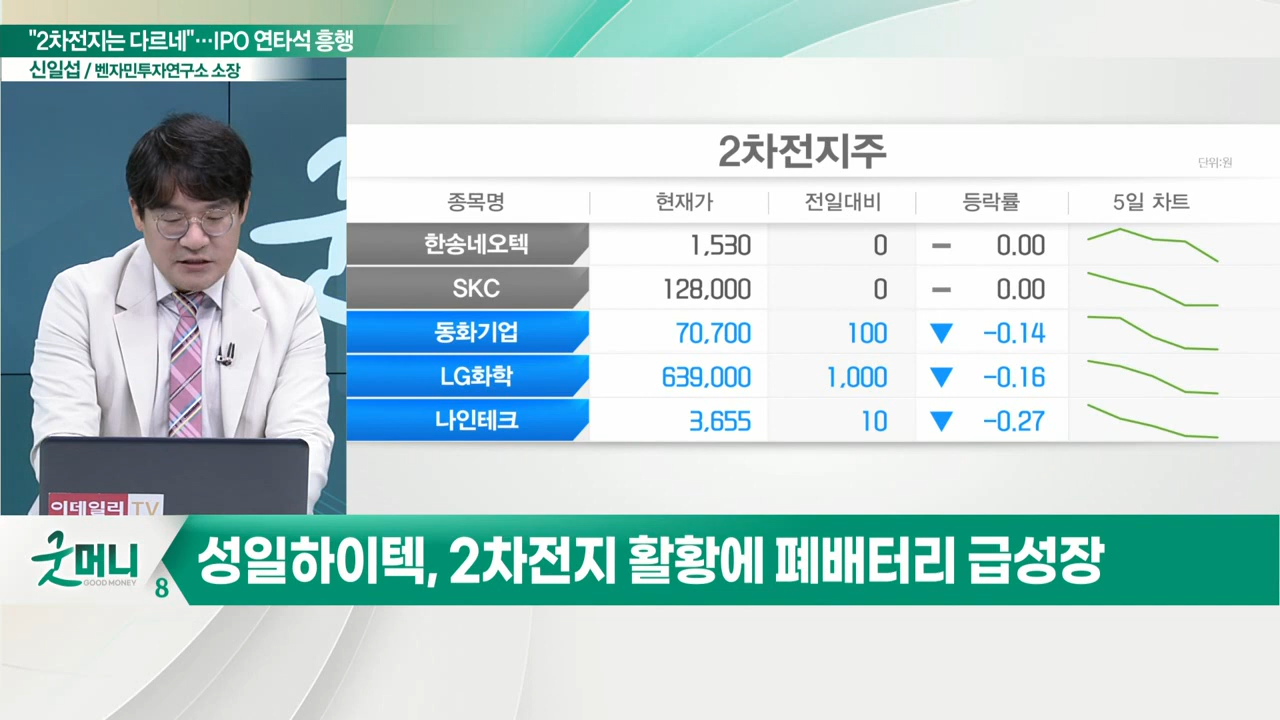 "2차전지는 다르네"…IPO 연타석 흥행
신일섭 / 벤자민투자연구소 소장
2차전지주
단위:원
종목명 현재가 전일대비 등락률 5일 차트
한송네오텍 1,530 0 – 0.00
SKC 128,000 0 – 0.00
동화기업 70,700 100 ▼ -0.14
LG화학 639,000 1,000 ▼ -0.16
나인테크 3,655 10 ▼ -0.27
이데일리 TV
굿머니
GOOD MONEY
8
성일하이텍, 2차전지 활황에 폐배터리 급성장